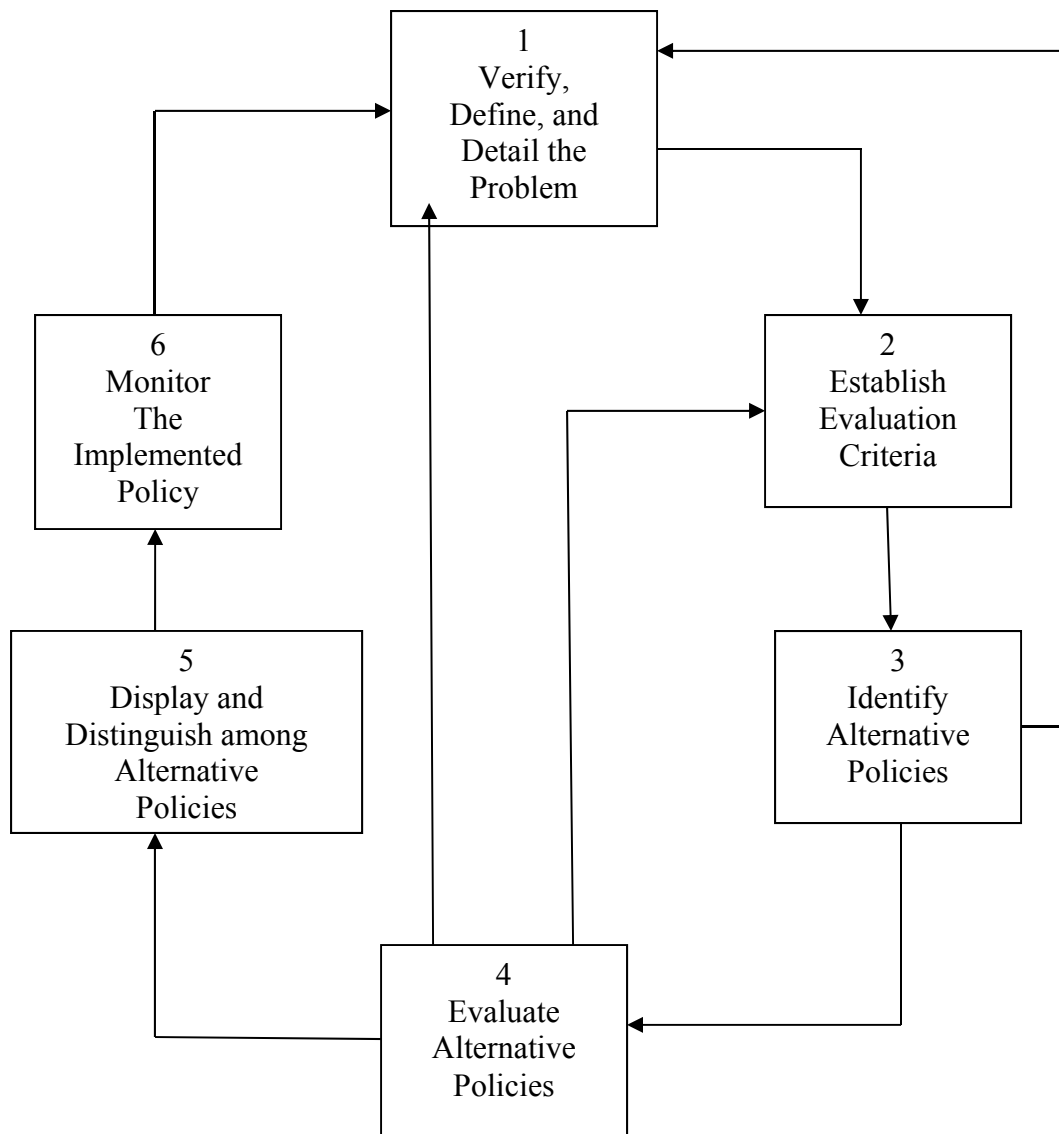 1
Verify,
Define, and
Detail the
Problem
2
Establish
Evaluation
Criteria
3
Identify
Alternative
Policies
4
Evaluate
Alternative
Policies
5
Display and
Distinguish among
Alternative
Policies
6
Monitor
The
Implemented
Policy